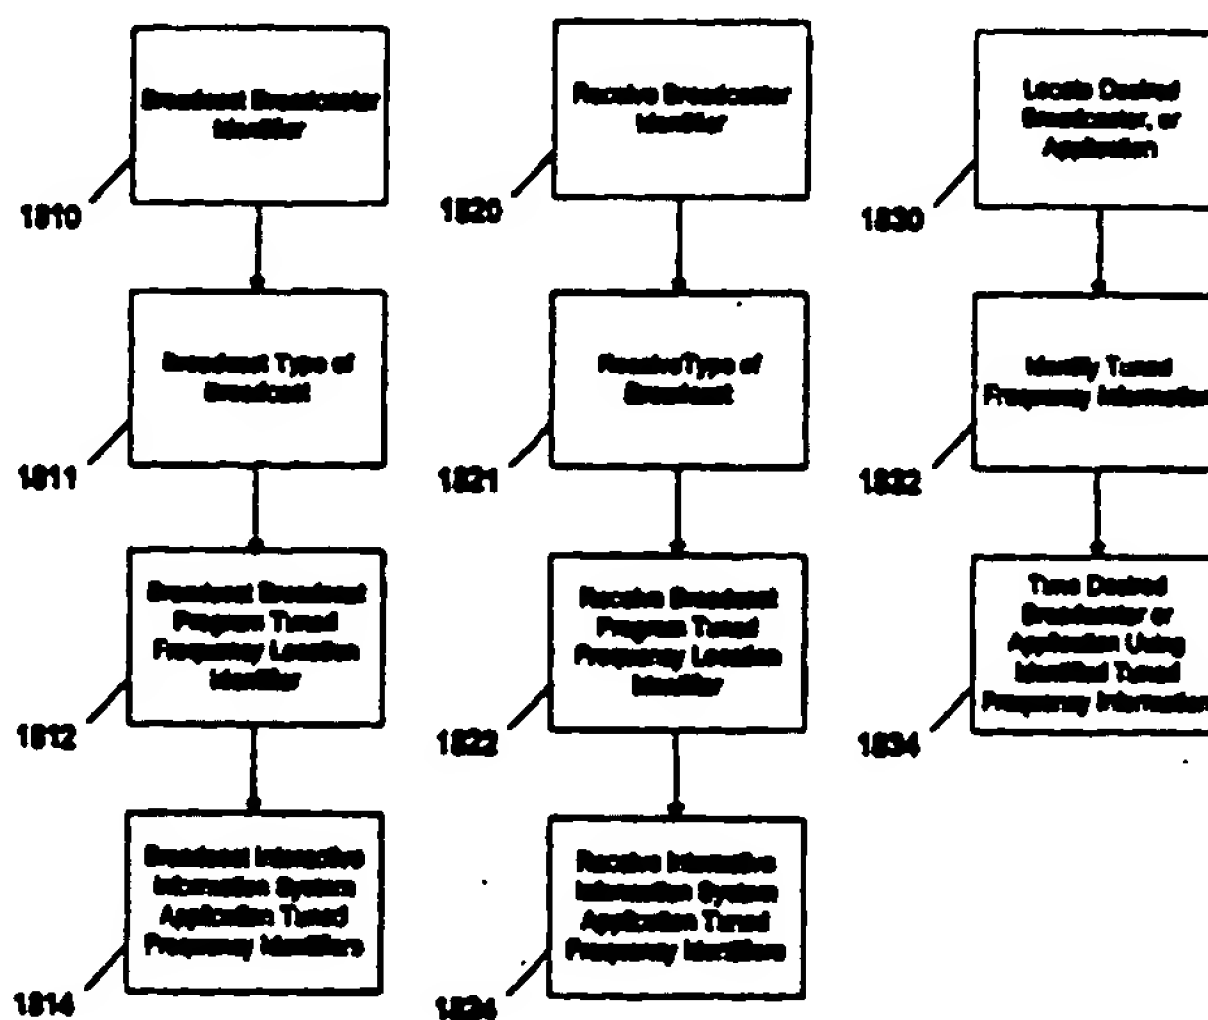 Broadcast Broadcaster
Identifier
1810
Broadcast Type of
Broadcast
1811
Broadcast Broadcast
Program Tuned
Frequency Location
Identifier
1812
Broadcast Interactive
Information System
Application Tuned
Frequency Identifiers
1814
Receive Broadcaster
Identifier
1820
ReceiveType of
Broadcast
1821
Receive Broadcast
Program Tuned
Frequency Location
Identifier
1822
Receive Interactive
Information System
Application Tuned
Frequency Identifiers
1824
Locate Desired
Broadcaster, or
Application
1830
Identify Tuned
Frequency Information
1832
Tune Desired
Broadcaster or
Application Using
Identified Tuned
Frequency Information
1834